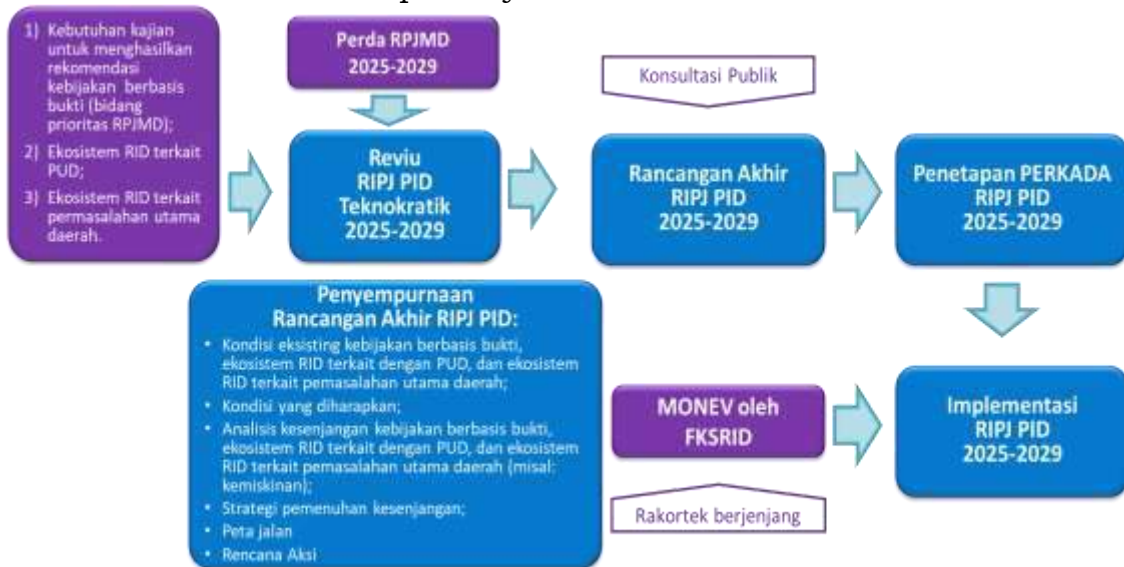 1) Kebutuhan kajian
untuk menghasilkan
rekomendasi
kebijakan berbasis
bukti (bidang
prioritas RPJMD);
2) Ekosistem RID terkait
PUD;
3) Ekosistem RID terkait
permasalahan utama
daerah.
Perda RPJMD
2025-2029
Konsultasi Publik
Reviu
RIPJ PID
Teknokratik
2025-2029
Rancangan Akhir
RIPJ PID
2025-2029
Penetapan PERKADA
RIPJ PID
2025-2029
Penyempurnaan
Rancangan Akhir RIPJ PID:
• Kondisi eksisting kebijakan berbasis bukti,
ekosistem RID terkait dengan PUD, dan ekosistem
RID terkait pemasalahan utama daerah;
• Kondisi yang diharapkan;
• Analisis kesenjangan kebijakan berbasis bukti,
ekosistem RID terkait dengan PUD, dan ekosistem
RID terkait pemasalahan utama daerah (misal:
kemiskinan);
• Strategi pemenuhan kesenjangan;
• Peta jalan
• Rencana Aksi
MONEV oleh
FKSRID
Rakortek berjenjang
Implementasi
RIPJ PID
2025-2029